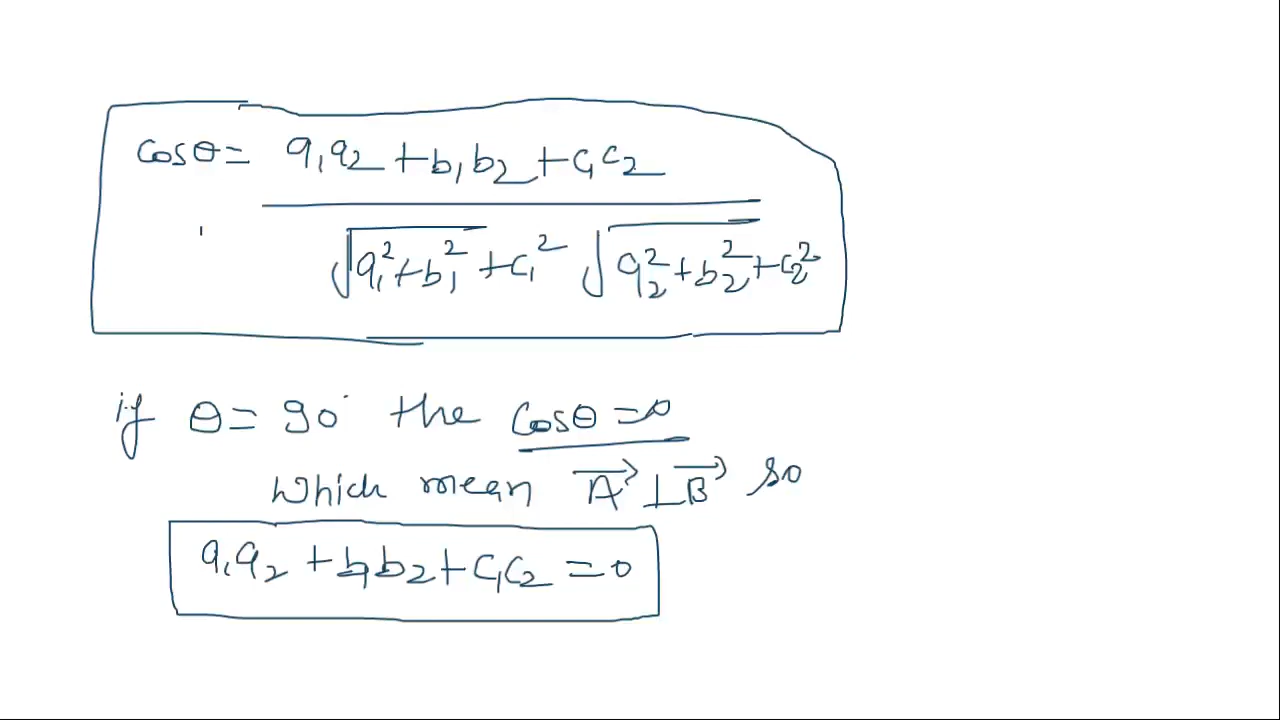 cosθ = a₁a₂ + b₁b₂ + c₁c₂
√a₁² + b₁² + c₁² √a₂² + b₂² + c₂²
if θ = 90° the cosθ = 0
which mean A⃗ ⊥ B⃗ so
a₁a₂ + b₁b₂ + c₁c₂ = 0